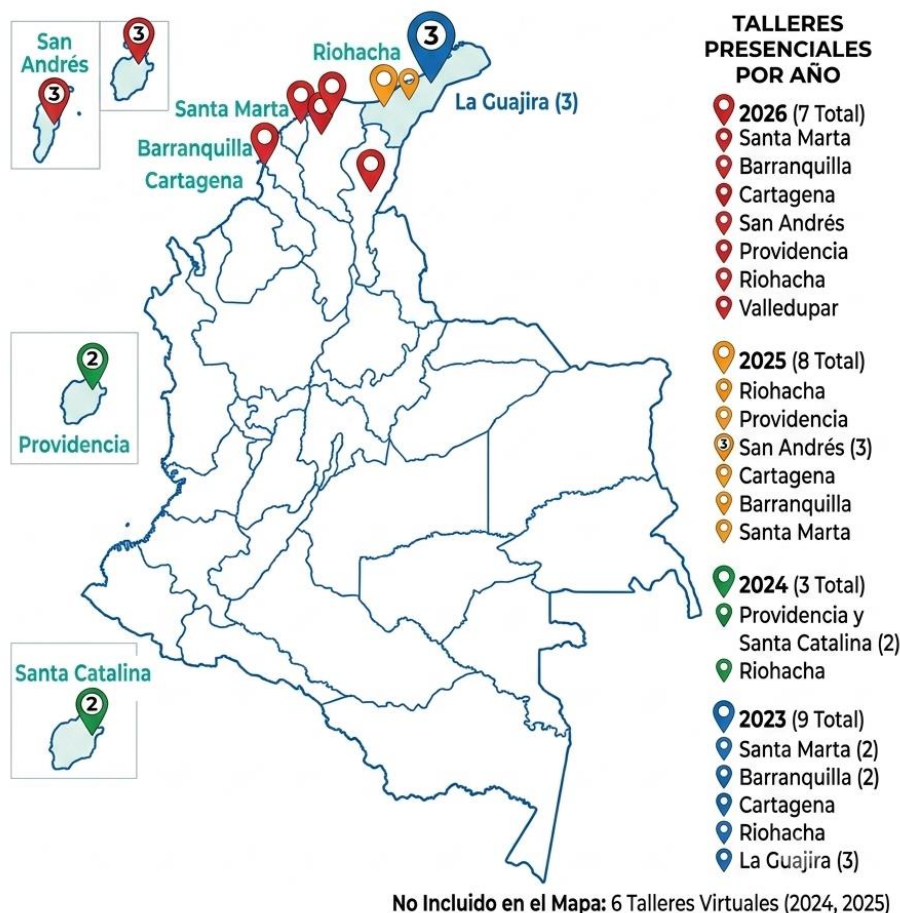 San
Andrés
3
3
Riohacha
3
Santa Marta
La Guajira (3)
Barranquilla
Cartagena
2
Providencia
Santa Catalina
2
TALLERES
PRESENCIALES
POR AÑO
2026 (7 Total)
Santa Marta
Barranquilla
Cartagena
San Andrés
Providencia
Riohacha
Valledupar
2025 (8 Total)
Riohacha
Providencia
3 San Andrés (3)
Cartagena
Barranquilla
Santa Marta
2024 (3 Total)
Providencia y
Santa Catalina (2)
Riohacha
2023 (9 Total)
Santa Marta (2)
Barranquilla (2)
Cartagena
Riohacha
La Guajira (3)
No Incluido en el Mapa: 6 Talleres Virtuales (2024, 2025)